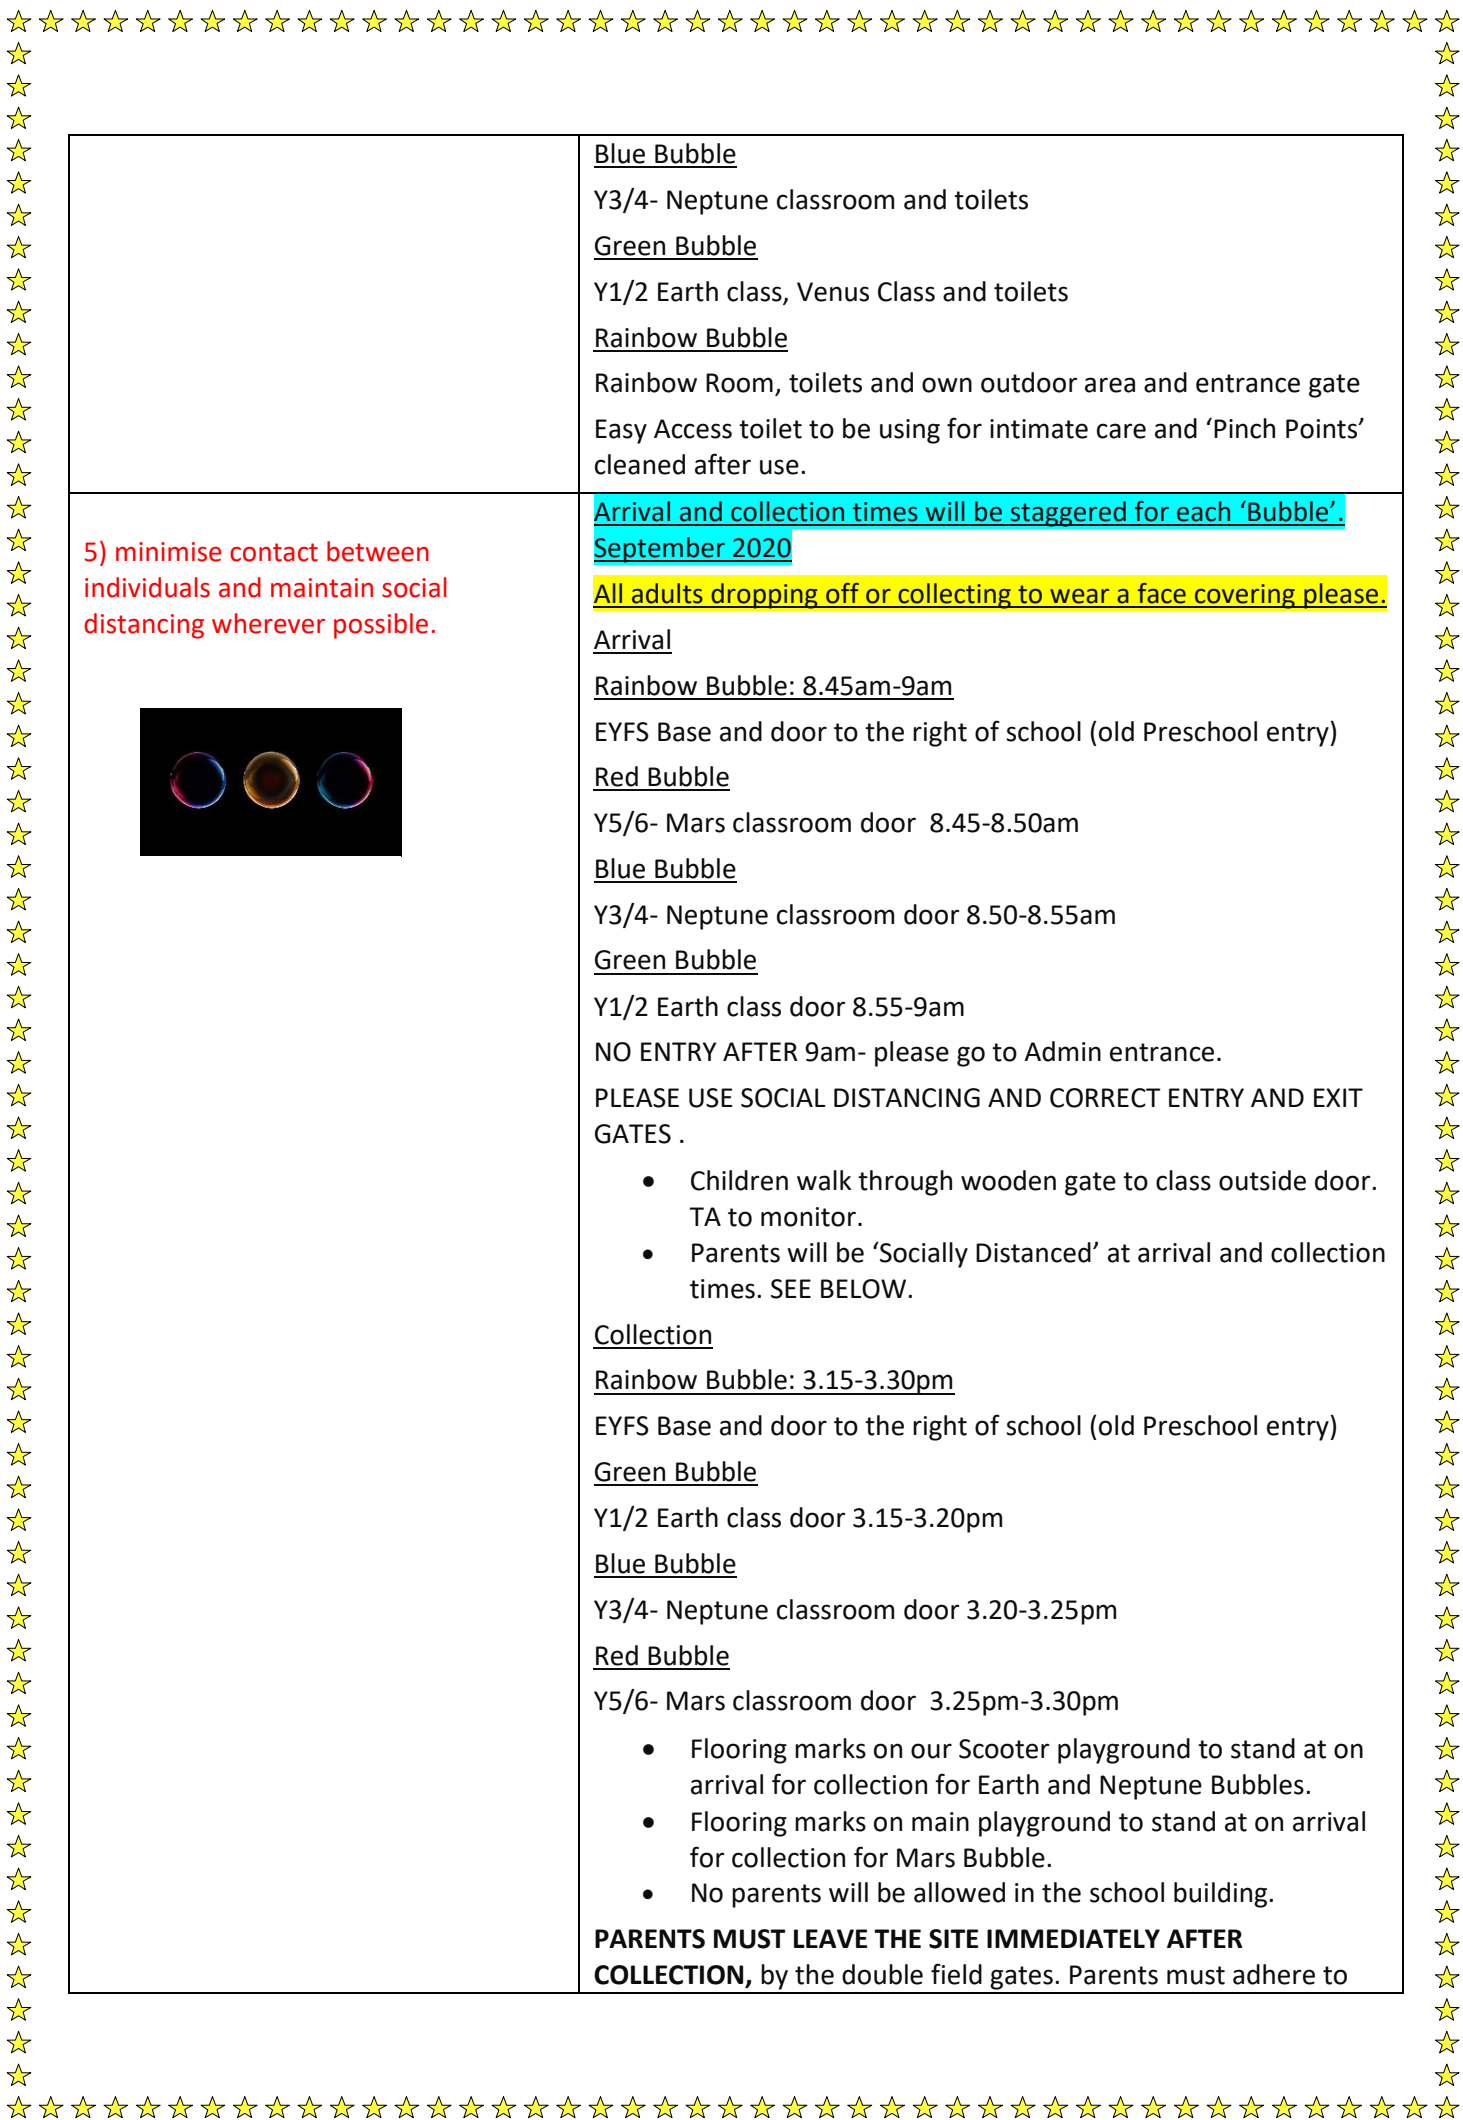 Blue Bubble
Y3/4- Neptune classroom and toilets
Green Bubble
Y1/2 Earth class, Venus Class and toilets
Rainbow Bubble
Rainbow Room, toilets and own outdoor area and entrance gate
Easy Access toilet to be using for intimate care and ‘Pinch Points’
cleaned after use.
5) minimise contact between
individuals and maintain social
distancing wherever possible.
Arrival and collection times will be staggered for each ‘Bubble’.
September 2020
All adults dropping off or collecting to wear a face covering please.
Arrival
Rainbow Bubble: 8.45am-9am
EYFS Base and door to the right of school (old Preschool entry)
Red Bubble
Y5/6- Mars classroom door  8.45-8.50am
Blue Bubble
Y3/4- Neptune classroom door 8.50-8.55am
Green Bubble
Y1/2 Earth class door 8.55-9am
NO ENTRY AFTER 9am- please go to Admin entrance.
PLEASE USE SOCIAL DISTANCING AND CORRECT ENTRY AND EXIT
GATES .
• Children walk through wooden gate to class outside door.
TA to monitor.
• Parents will be ‘Socially Distanced’ at arrival and collection
times. SEE BELOW.
Collection
Rainbow Bubble: 3.15-3.30pm
EYFS Base and door to the right of school (old Preschool entry)
Green Bubble
Y1/2 Earth class door 3.15-3.20pm
Blue Bubble
Y3/4- Neptune classroom door 3.20-3.25pm
Red Bubble
Y5/6- Mars classroom door  3.25pm-3.30pm
• Flooring marks on our Scooter playground to stand at on
arrival for collection for Earth and Neptune Bubbles.
• Flooring marks on main playground to stand at on arrival
for collection for Mars Bubble.
• No parents will be allowed in the school building.
PARENTS MUST LEAVE THE SITE IMMEDIATELY AFTER
COLLECTION, by the double field gates. Parents must adhere to